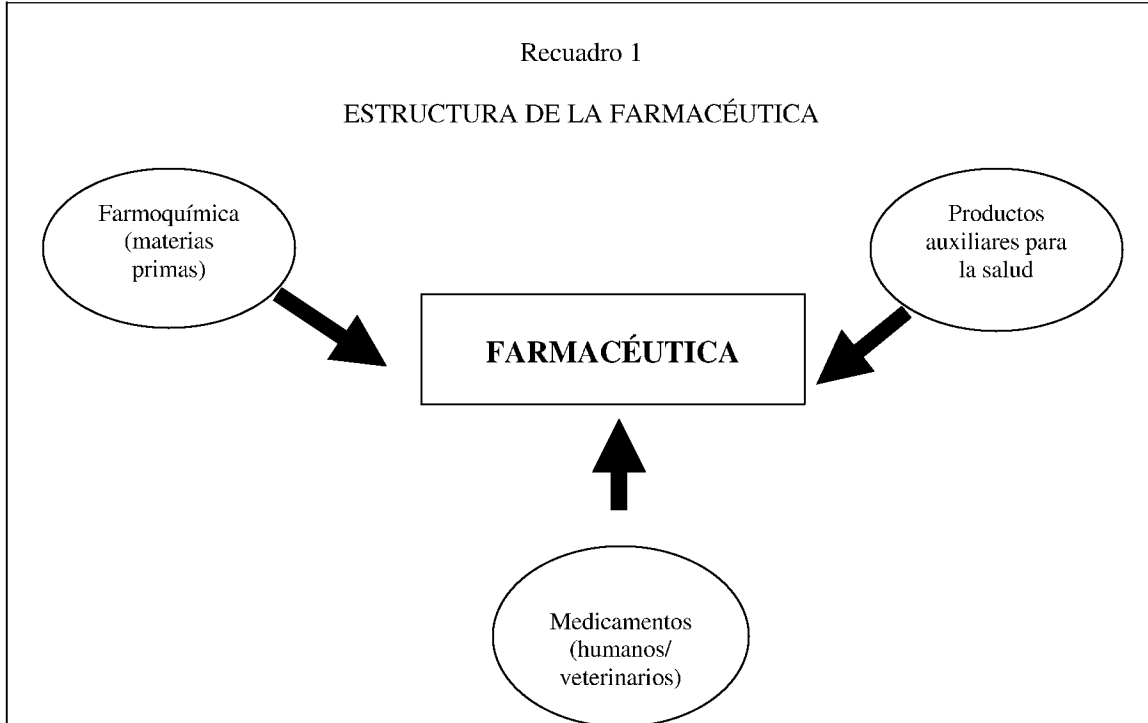 Recuadro 1
ESTRUCTURA DE LA FARMACÉUTICA
Farmoquímica
(materias
primas)
Productos
auxiliares para
la salud
FARMACÉUTICA
Medicamentos
(humanos/
veterinarios)